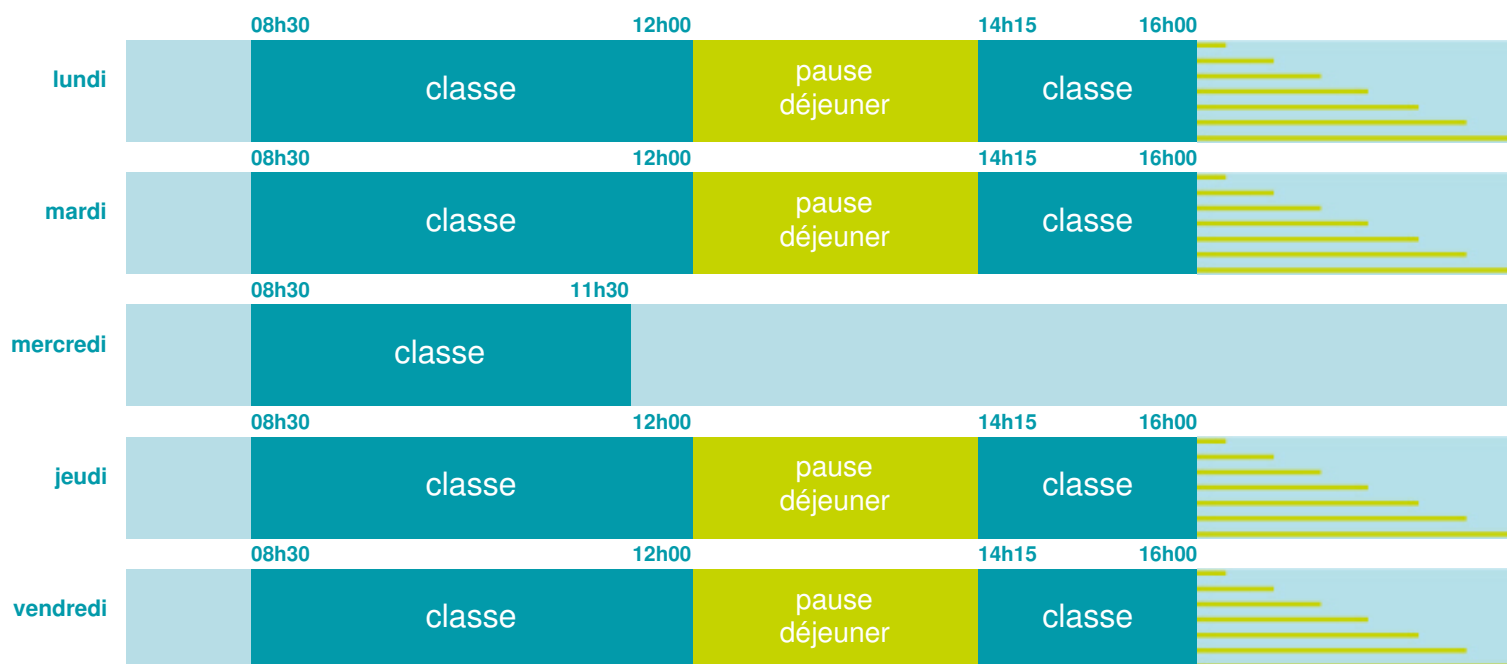 08h30 12h00 14h15 16h00
lundi classe pause déjeuner classe
08h30 12h00 14h15 16h00
mardi classe pause déjeuner classe
08h30 11h30
mercredi classe
08h30 12h00 14h15 16h00
jeudi classe pause déjeuner classe
08h30 12h00 14h15 16h00
vendredi classe pause déjeuner classe